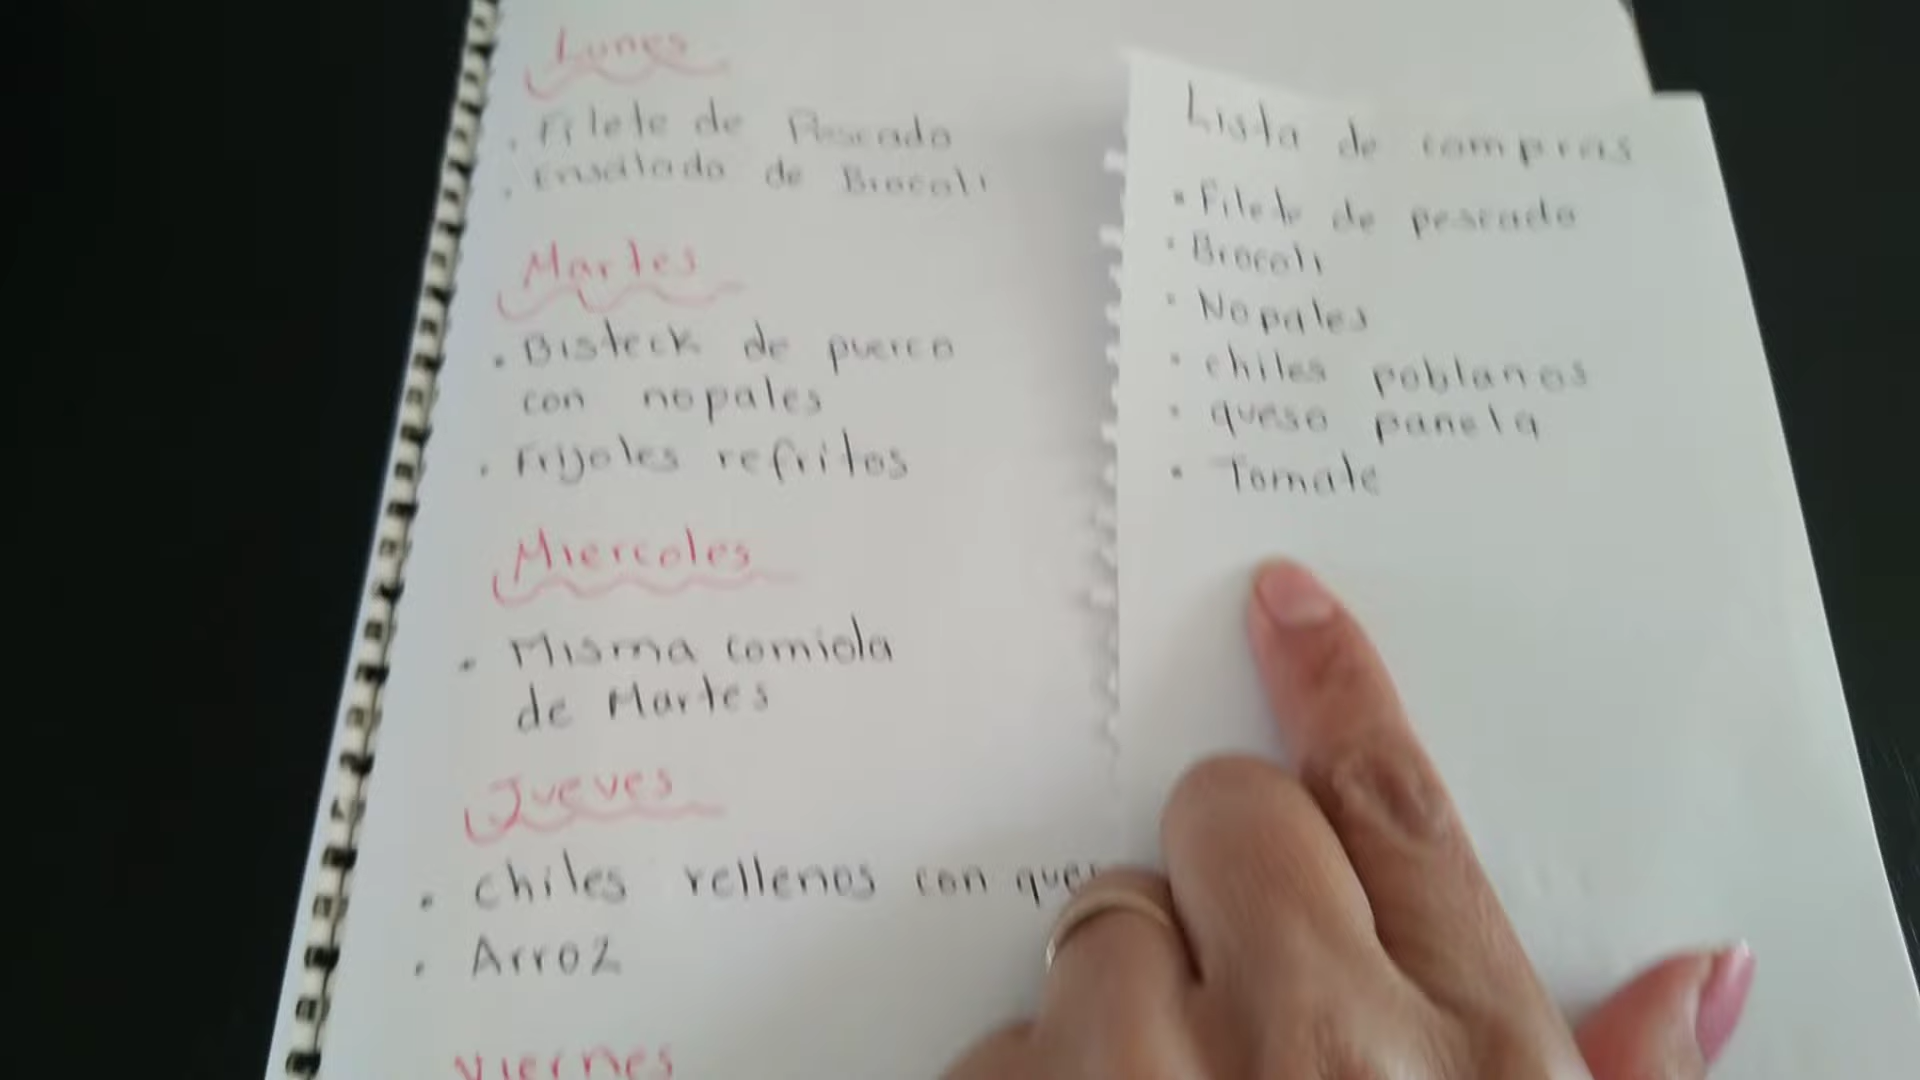 Lunes
. Filete de Pescado
. Ensalada de Brocoli
Martes
. Bisteck de puerco
con nopales
. Frijoles refritos
Miercoles
. Misma comida
de Martes
Jueves
. chiles rellenos con
. Arroz
Viernes
Lista de compras
• Filete de pescado
• Brocoli
• Nopales
• chiles poblanos
• queso panela
• Tomate